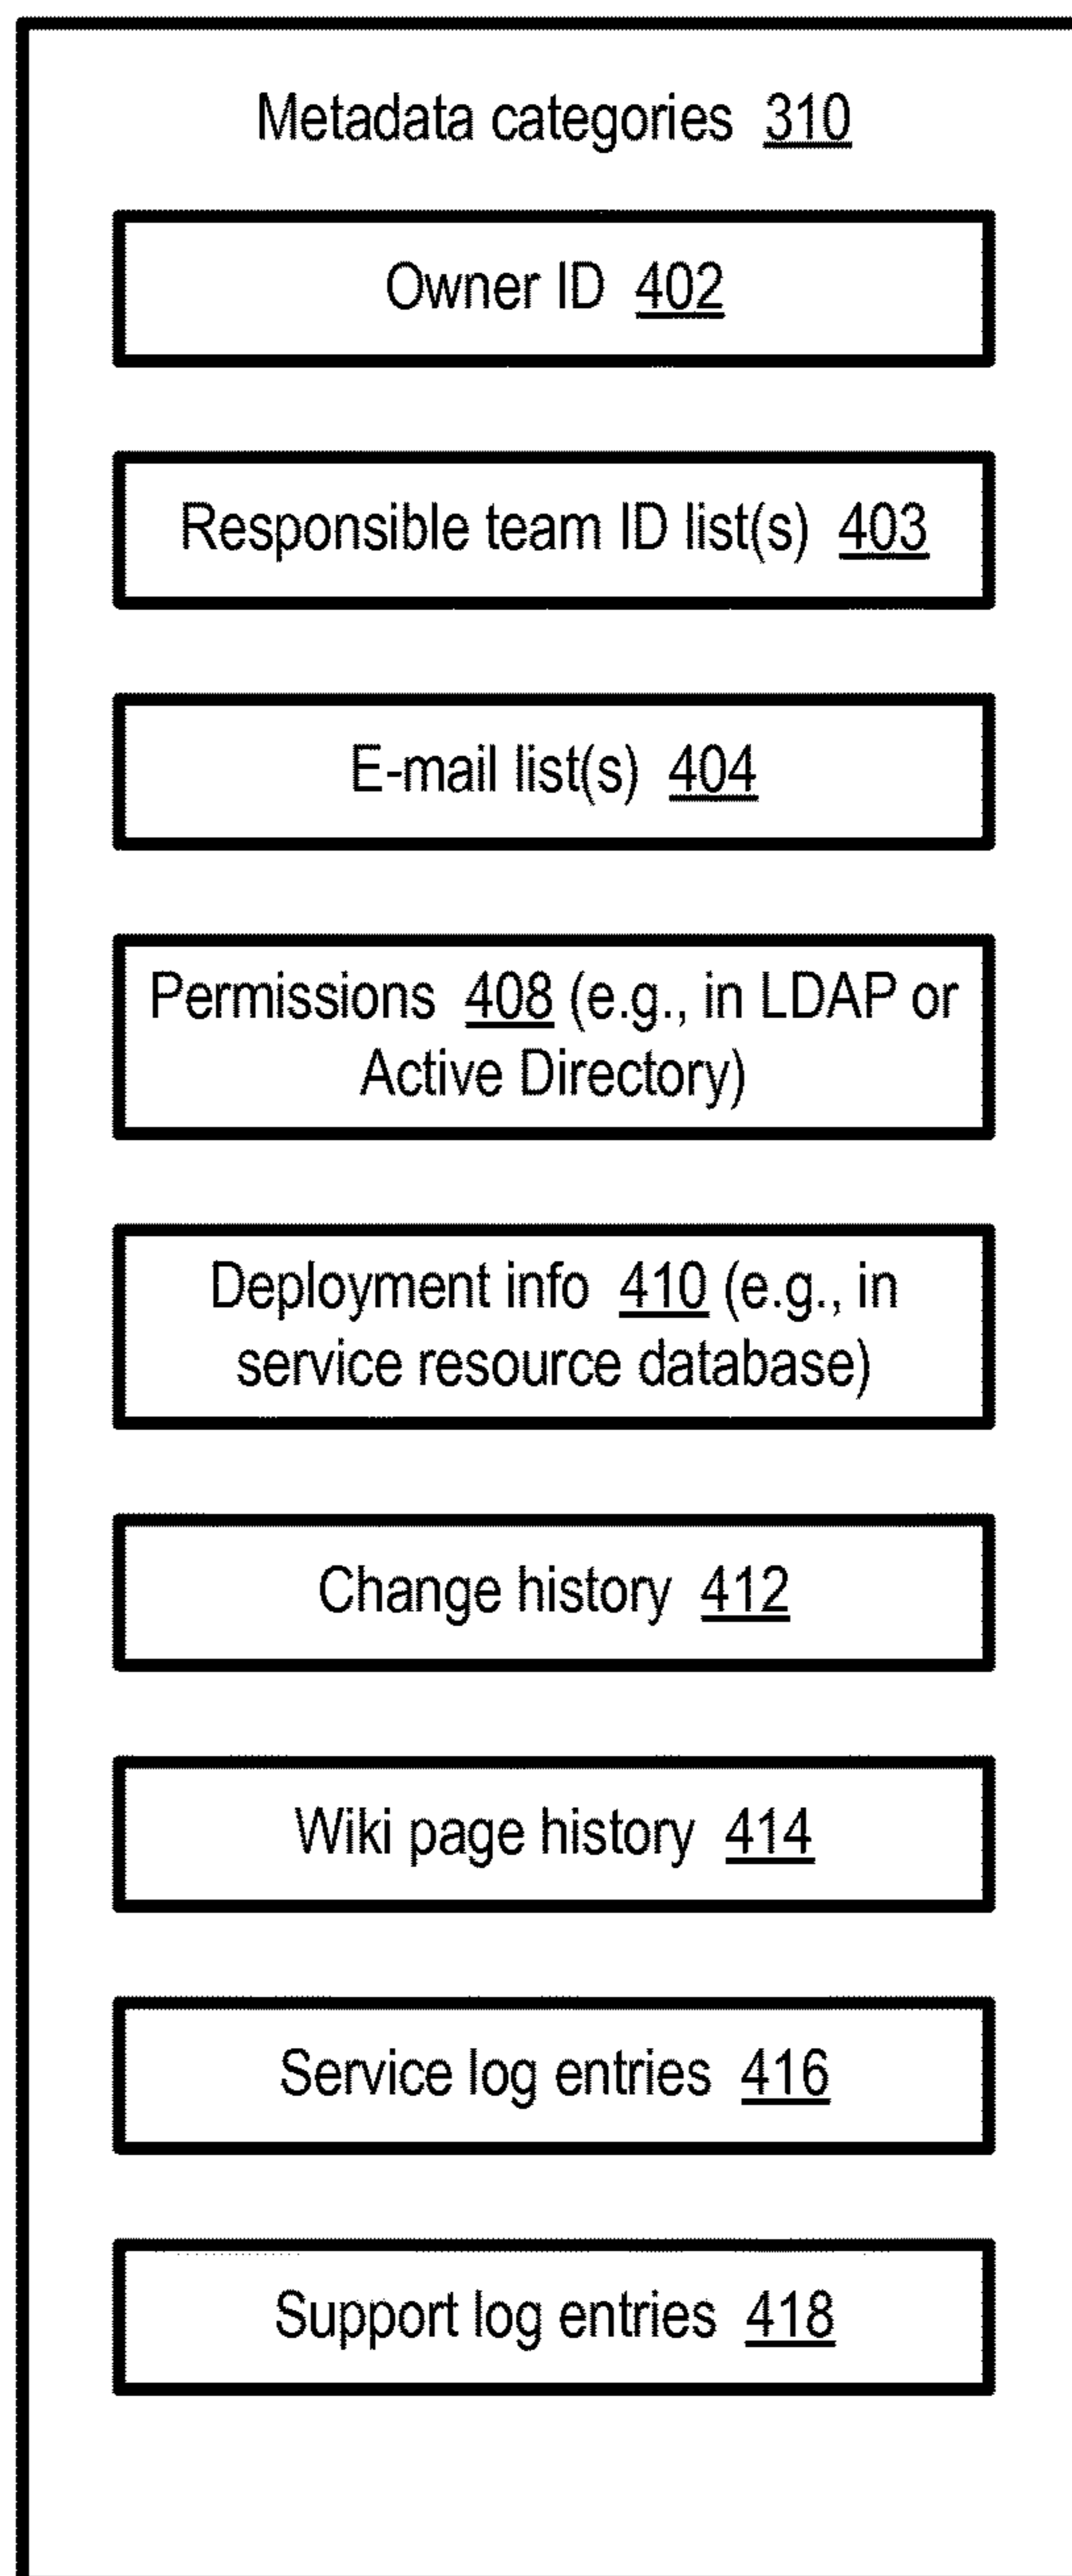 Metadata categories 310
Owner ID 402
Responsible team ID list(s) 403
E-mail list(s) 404
Permissions 408 (e.g., in LDAP or
Active Directory)
Deployment info 410 (e.g., in
service resource database)
Change history 412
Wiki page history 414
Service log entries 416
Support log entries 418